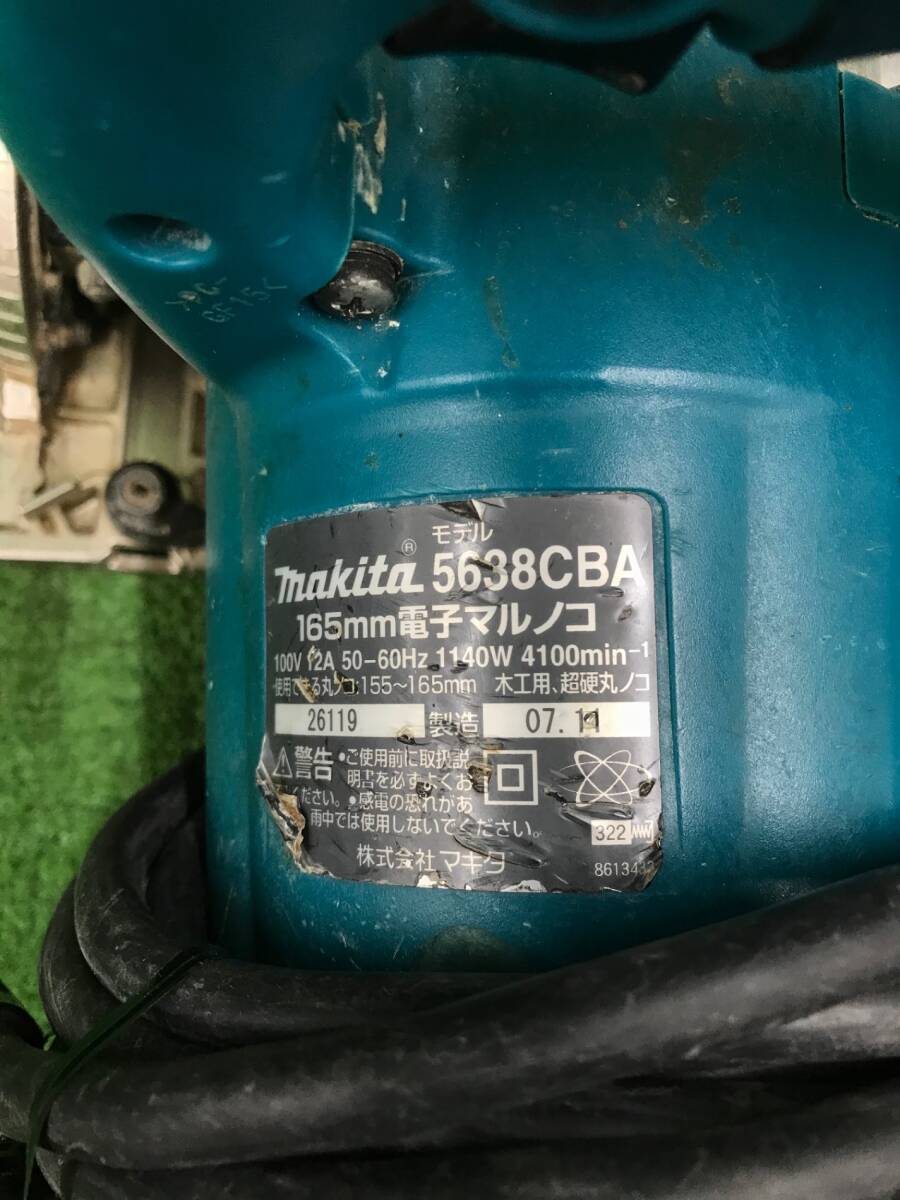 >PC-
GF15<
モデル
makita® 5638CBA
165mm電子マルノコ
100V 12A 50-60Hz 1140W 4100min-1
使用できる丸ノコ:155~165mm 木工用、超硬丸ノコ
26119 製造 07.11
警告 •ご使用前に取扱説
明書を必ずよくお
ください。•感電の恐れがあ
雨中では使用しないでください。
322
株式会社マキタ
861343